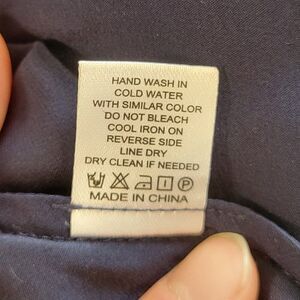 HAND WASH IN
COLD WATER
WITH SIMILAR COLOR
DO NOT BLEACH
COOL IRON ON
REVERSE SIDE
LINE DRY
DRY CLEAN IF NEEDED
P
MADE IN CHINA